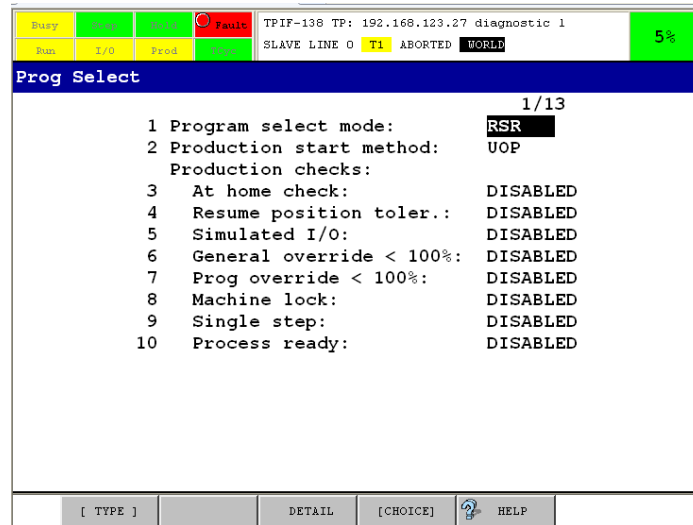 Busy Step Hold Fault TPIF-138 TP: 192.168.123.27 diagnostic 1
Run I/O Prod TCyc SLAVE LINE 0 T1 ABORTED WORLD 5%
Prog Select
1/13
1 Program select mode: RSR
2 Production start method: UOP
Production checks:
3 At home check: DISABLED
4 Resume position toler.: DISABLED
5 Simulated I/O: DISABLED
6 General override < 100%: DISABLED
7 Prog override < 100%: DISABLED
8 Machine lock: DISABLED
9 Single step: DISABLED
10 Process ready: DISABLED
[ TYPE ] DETAIL [CHOICE] HELP